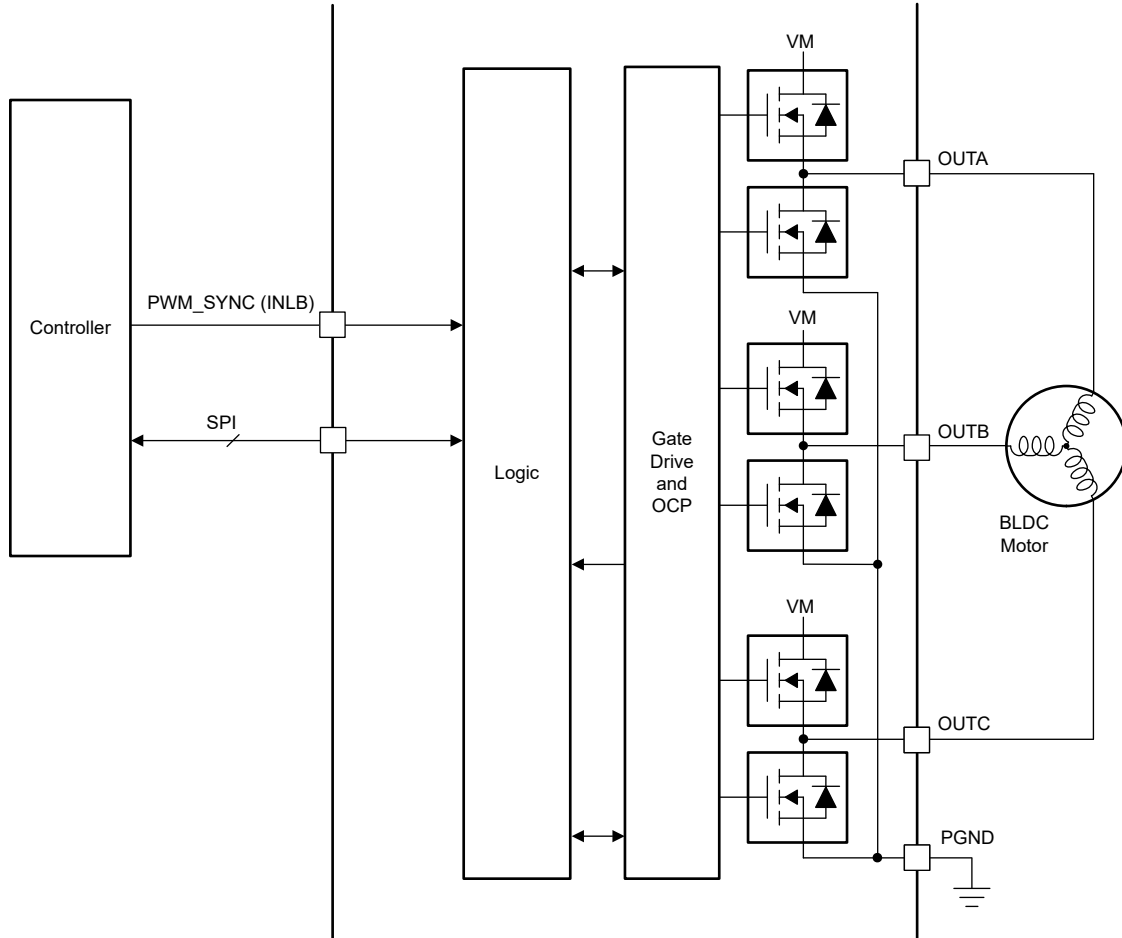 VM
OUTA
PWM_SYNC (INLB)
Controller
VM
SPI
OUTB
Logic
Gate
Drive
and
OCP
BLDC
Motor
VM
OUTC
PGND